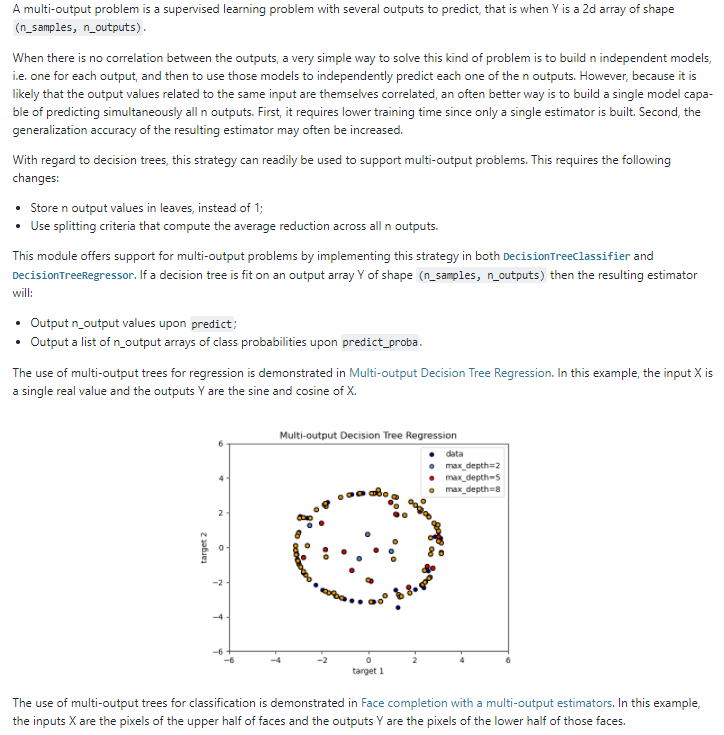 A multi-output problem is a supervised learning problem with several outputs to predict, that is when Y is a 2d array of shape
(n_samples, n_outputs).
When there is no correlation between the outputs, a very simple way to solve this kind of problem is to build n independent models,
i.e. one for each output, and then to use those models to independently predict each one of the n outputs. However, because it is
likely that the output values related to the same input are themselves correlated, an often better way is to build a single model capa-
ble of predicting simultaneously all n outputs. First, it requires lower training time since only a single estimator is built. Second, the
generalization accuracy of the resulting estimator may often be increased.
With regard to decision trees, this strategy can readily be used to support multi-output problems. This requires the following
changes:
• Store n output values in leaves, instead of 1;
• Use splitting criteria that compute the average reduction across all n outputs.
This module offers support for multi-output problems by implementing this strategy in both DecisionTreeClassifier and
DecisionTreeRegressor. If a decision tree is fit on an output array Y of shape (n_samples, n_outputs) then the resulting estimator
will:
• Output n_output values upon predict;
• Output a list of n_output arrays of class probabilities upon predict_proba.
The use of multi-output trees for regression is demonstrated in Multi-output Decision Tree Regression. In this example, the input X is
a single real value and the outputs Y are the sine and cosine of X.
Multi-output Decision Tree Regression
data
max_depth=2
max_depth=5
max_depth=8
6
4
2
0
−2
−4
−6
target 2
−6 −4 −2 0 2 4 6
target 1
The use of multi-output trees for classification is demonstrated in Face completion with a multi-output estimators. In this example,
the inputs X are the pixels of the upper half of faces and the outputs Y are the pixels of the lower half of those faces.